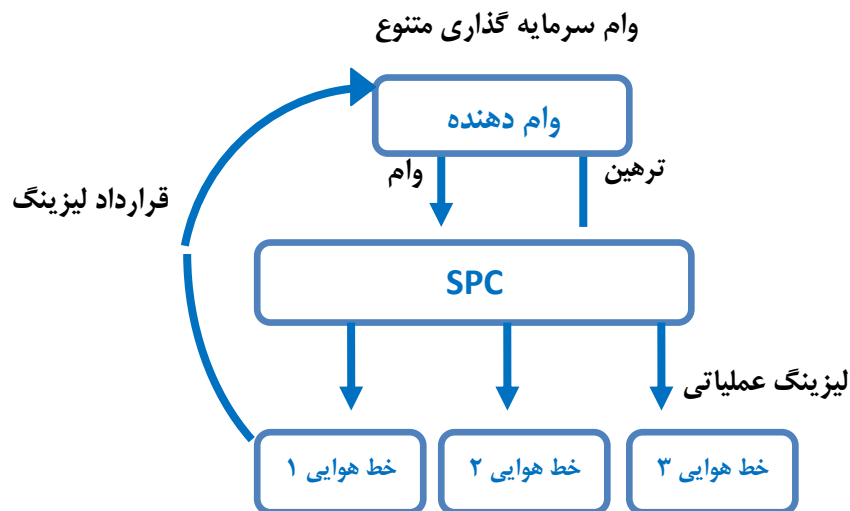 وام سرمایه گذاری متنوع
وام دهنده
وام
ترهین
قرارداد لیزینگ
SPC
لیزینگ عملیاتی
خط هوایی ۱
خط هوایی ۲
خط هوایی ۳